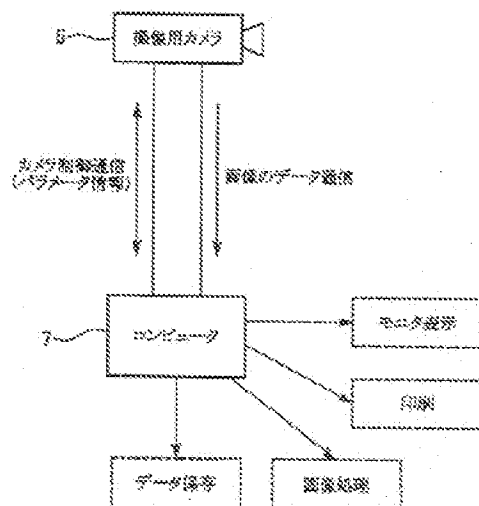 5
撮像用カメラ
カメラ制御通信
(パラメータ情報)
画像のデータ通信
7
コンピュータ
モニタ表示
印刷
データ保存
画像処理